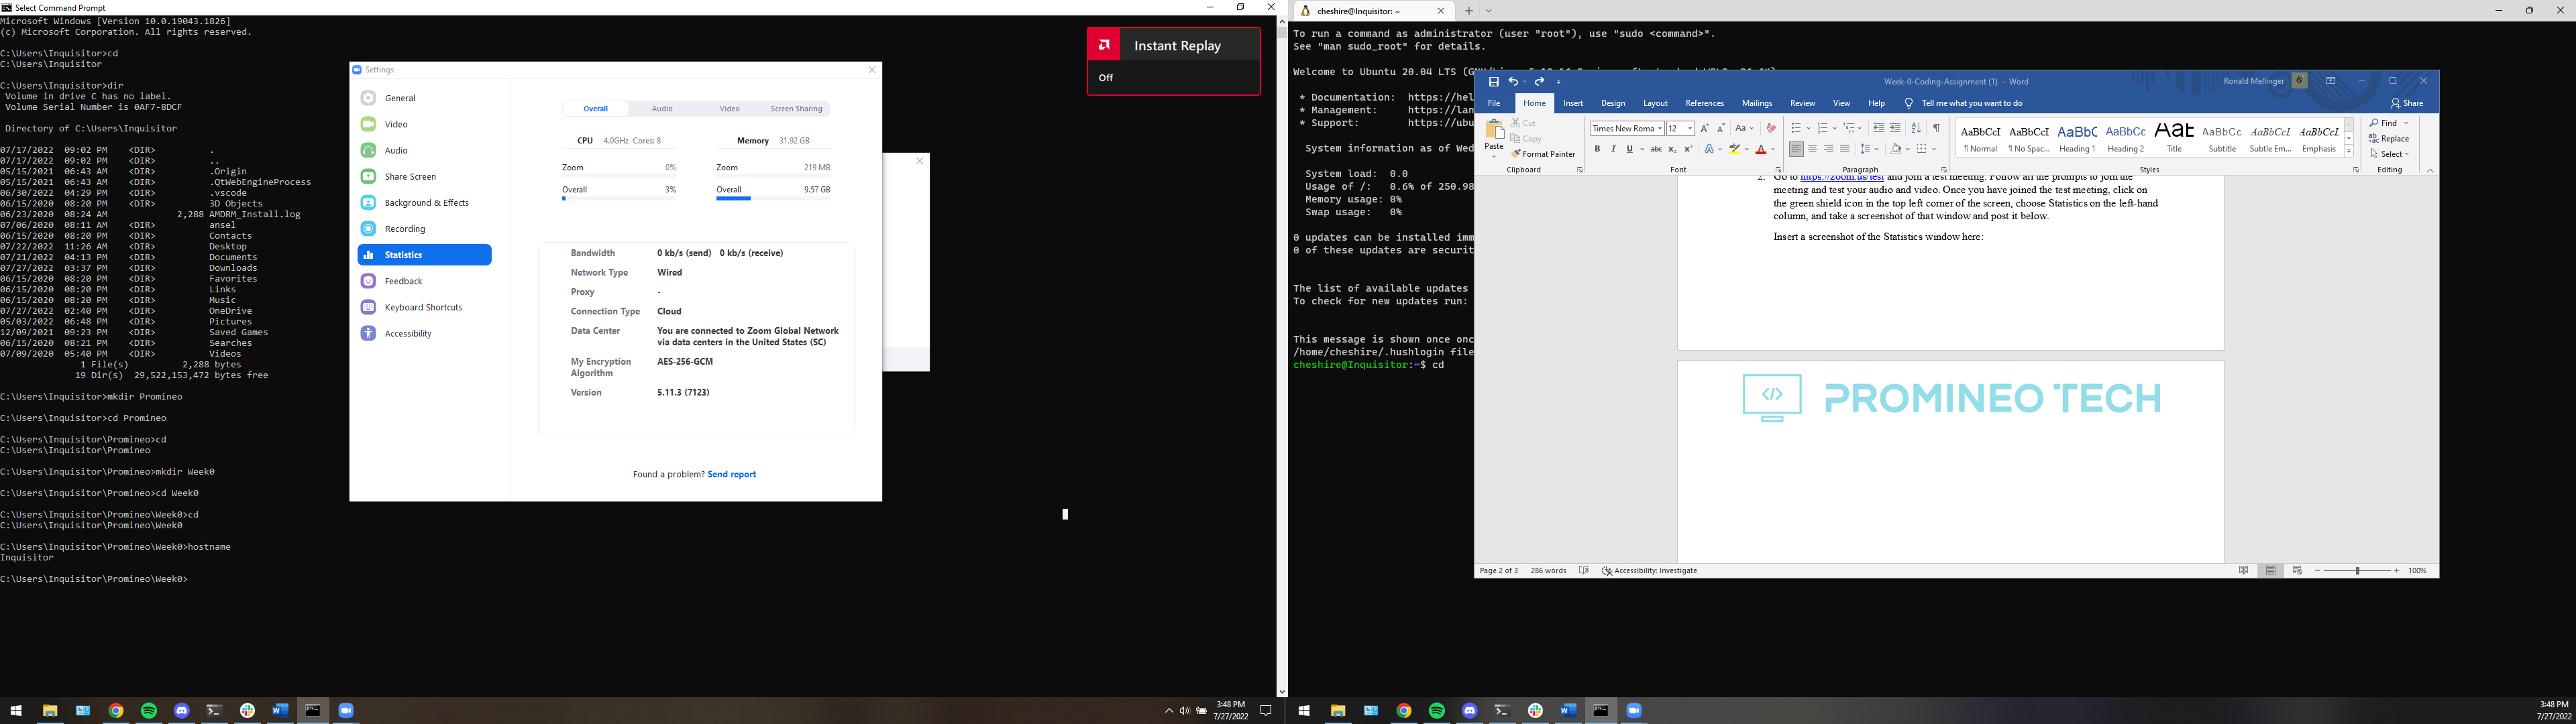 Select Command Prompt
Microsoft Windows [Version 10.0.19043.1826]
(c) Microsoft Corporation. All rights reserved.
C:\Users\Inquisitor>cd
C:\Users\Inquisitor
C:\Users\Inquisitor>dir
Volume in drive C has no label.
Volume Serial Number is 0AF7-8DCF
Directory of C:\Users\Inquisitor
07/17/2022 09:02 PM <DIR> .
07/17/2022 09:02 PM <DIR> ..
05/15/2021 06:43 AM <DIR> .Origin
05/15/2021 06:43 AM <DIR> .QtWebEngineProcess
06/30/2022 04:29 PM <DIR> .vscode
06/15/2020 08:20 PM <DIR> 3D Objects
06/23/2020 08:24 AM 2,288 AMDRM_Install.log
07/06/2020 08:11 AM <DIR> ansel
06/15/2020 08:20 PM <DIR> Contacts
07/22/2022 11:26 AM <DIR> Desktop
07/21/2022 04:13 PM <DIR> Documents
07/27/2022 03:37 PM <DIR> Downloads
06/15/2020 08:20 PM <DIR> Favorites
06/15/2020 08:20 PM <DIR> Links
06/15/2020 08:20 PM <DIR> Music
07/27/2022 02:40 PM <DIR> OneDrive
05/03/2022 06:48 PM <DIR> Pictures
12/09/2021 09:23 PM <DIR> Saved Games
06/15/2020 08:21 PM <DIR> Searches
07/09/2020 05:40 PM <DIR> Videos
1 File(s) 2,288 bytes
19 Dir(s) 29,522,153,472 bytes free
C:\Users\Inquisitor>mkdir Promineo
C:\Users\Inquisitor>cd Promineo
C:\Users\Inquisitor\Promineo>cd
C:\Users\Inquisitor\Promineo
C:\Users\Inquisitor\Promineo>mkdir Week0
C:\Users\Inquisitor\Promineo>cd Week0
C:\Users\Inquisitor\Promineo\Week0>cd
C:\Users\Inquisitor\Promineo\Week0
C:\Users\Inquisitor\Promineo\Week0>hostname
Inquisitor
C:\Users\Inquisitor\Promineo\Week0>
Settings
General
Video
Audio
Share Screen
Background & Effects
Recording
Statistics
Feedback
Keyboard Shortcuts
Accessibility
Overall Audio Video Screen Sharing
CPU 4.0GHz Cores: 8 Memory 31.92 GB
Zoom 0% Zoom 219 MB
Overall 3% Overall 9.57 GB
Bandwidth 0 kb/s (send) 0 kb/s (receive)
Network Type Wired
Proxy -
Connection Type Cloud
Data Center You are connected to Zoom Global Network
via data centers in the United States (SC)
My Encryption AES-256-GCM
Algorithm
Version 5.11.3 (7123)
Found a problem? Send report
Instant Replay
Off
3:48 PM
7/27/2022
cheshire@Inquisitor: ~
To run a command as administrator (user "root"), use "sudo <command>".
See "man sudo_root" for details.
Welcome to Ubuntu 20.04 LTS
* Documentation: https://hel
* Management: https://lan
* Support: https://ubu
System information as of Wed
System load: 0.0
Usage of /: 0.6% of 250.98
Memory usage: 0%
Swap usage: 0%
0 updates can be installed imm
0 of these updates are securit
The list of available updates
To check for new updates run:
This message is shown once onc
/home/cheshire/.hushlogin file
cheshire@Inquisitor:~$ cd
Week-0-Coding-Assignment (1) - Word
Ronald Mellinger
File Home Insert Design Layout References Mailings Review View Help Tell me what you want to do Share
Paste
Cut
Copy
Format Painter
Clipboard
Times New Roma 12
Font
Paragraph
AaBbCcI AaBbCcI AaBbC AaBbCc AaB AaBbCc AaBbCcL AaBbCcL
¶ Normal ¶ No Spac... Heading 1 Heading 2 Title Subtitle Subtle Em... Emphasis
Styles
Find
Replace
Select
Editing
2. Go to https://zoom.us/test and join a test meeting. Follow all the prompts to join the
meeting and test your audio and video. Once you have joined the test meeting, click on
the green shield icon in the top left corner of the screen, choose Statistics on the left-hand
column, and take a screenshot of that window and post it below.
Insert a screenshot of the Statistics window here:
PROMINEO TECH
Page 2 of 3 286 words Accessibility: Investigate 100%
3:48 PM
7/27/2022